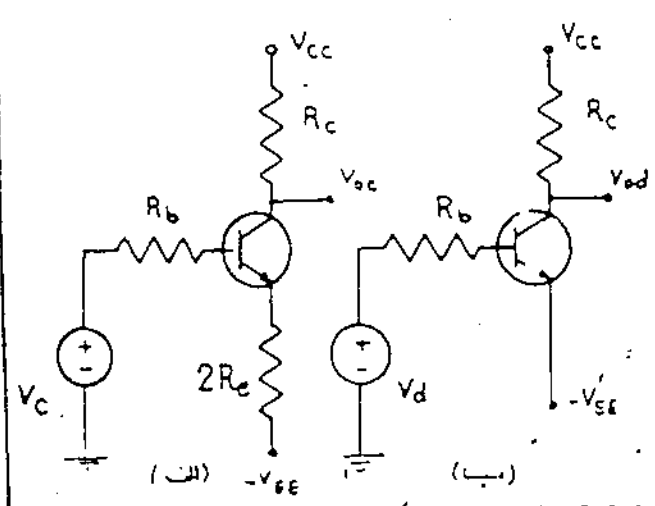 Vcc
Rc
Voc
Rb
+
-
Vc
2Re
-VEE
(الف)
Vcc
Rc
Vod
Rb
+
-
Vd
-V'EE
(ب)